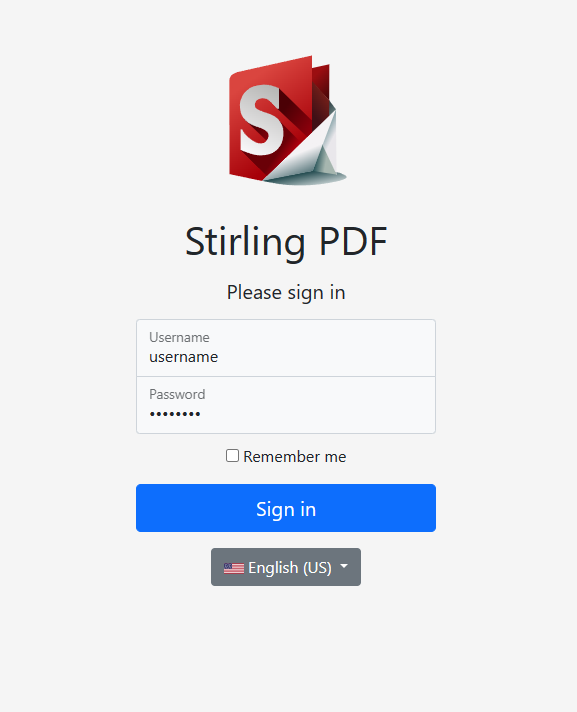 S
Stirling PDF
Please sign in
Username
username
Password
••••••••
Remember me
Sign in
English (US)